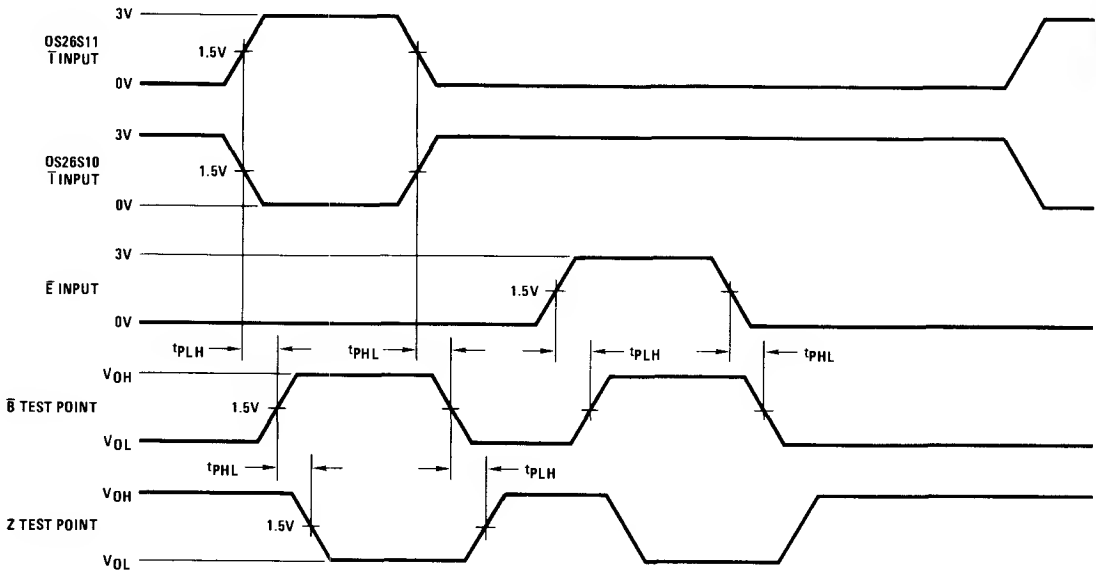 3V
OS26S11
Ī INPUT
1.5V
0V
3V
OS26S10
Ī INPUT
1.5V
0V
3V
Ē INPUT
1.5V
0V
tPLH
tPHL
tPLH
tPHL
VOH
B̄ TEST POINT
1.5V
VOL
tPHL
tPLH
VOH
Z TEST POINT
1.5V
VOL